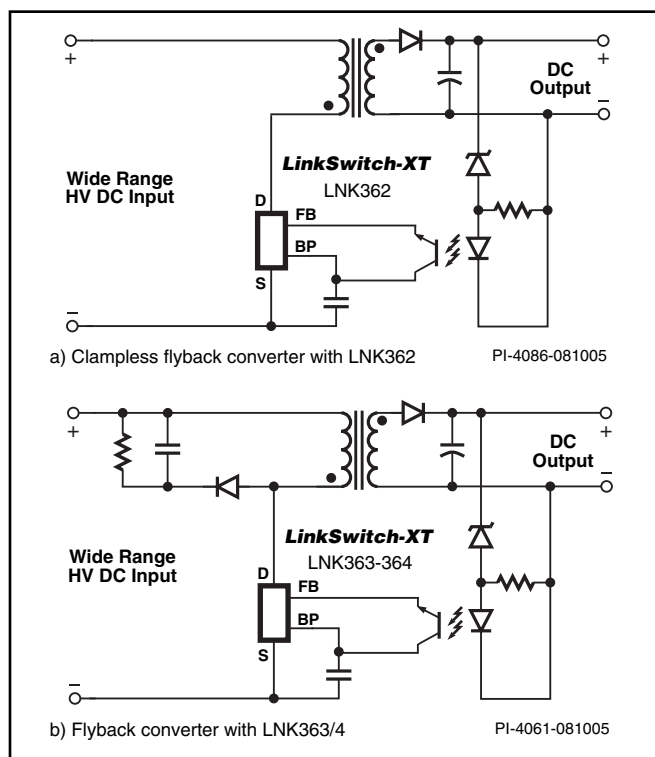 +
+
DC
Output
−
LinkSwitch-XT
Wide Range
HV DC Input
LNK362
D
FB
BP
S
−
a) Clampless flyback converter with LNK362
PI-4086-081005
+
+
DC
Output
−
LinkSwitch-XT
Wide Range
HV DC Input
LNK363-364
D
FB
BP
S
−
b) Flyback converter with LNK363/4
PI-4061-081005